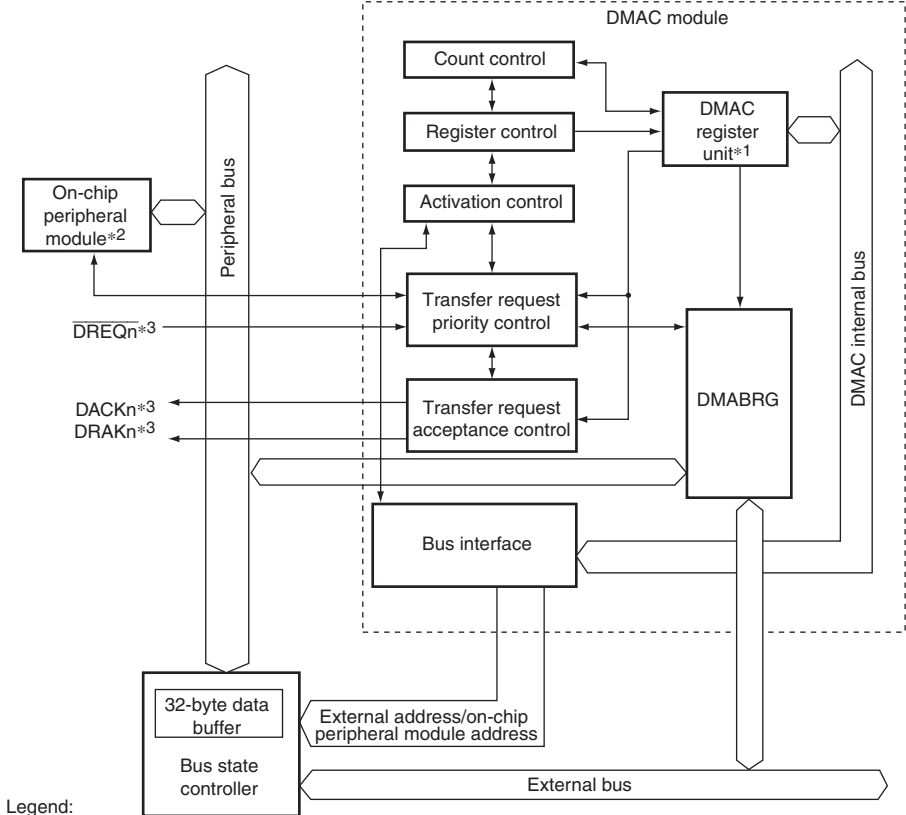 DMAC module
Count control
DMAC
register
unit*1
Register control
On-chip
peripheral
module*2
Peripheral bus
Activation control
DMAC internal bus
Transfer request
priority control
DREQn*3
DMABRG
DACKn*3
DRAKn*3
Transfer request
acceptance control
Bus interface
32-byte data
buffer
External address/on-chip
peripheral module address
Bus state
controller
External bus
Legend: